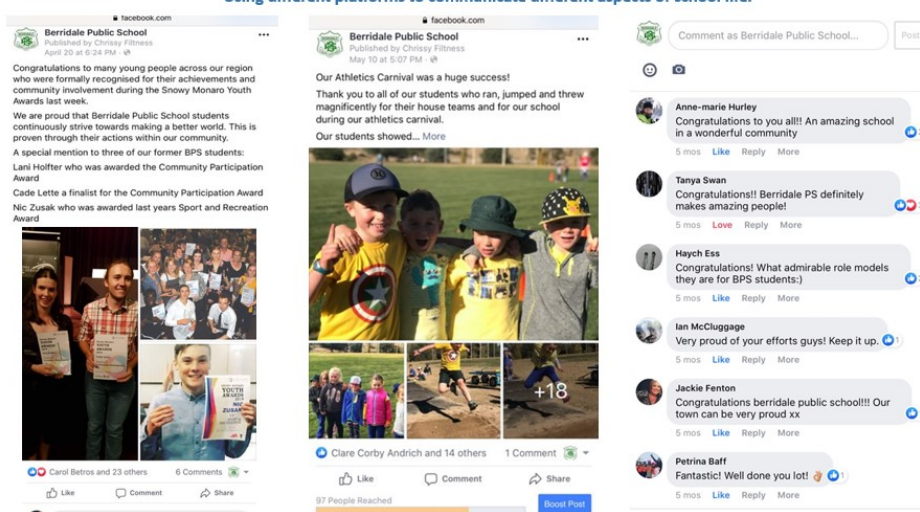 Using different platforms to communicate different aspects of school life.
facebook.com
Berridale Public School
Published by Chrissy Filtness
April 20 at 6:24 PM ·
Congratulations to many young people across our region
who were formally recognised for their achievements and
community involvement during the Snowy Monaro Youth
Awards last week.
We are proud that Berridale Public School students
continuously strive towards making a better world. This is
proven through their actions within our community.
A special mention to three of our former BPS students:
Lani Holfter who was awarded the Community Participation
Award
Cade Lette a finalist for the Community Participation Award
Nic Zusak who was awarded last years Sport and Recreation
Award
YOUTH
AWARDS
NIC
ZUSAK
Carol Betros and 23 others 6 Comments
Like Comment Share
facebook.com
Berridale Public School
Published by Chrissy Filtness
May 10 at 5:07 PM ·
Our Athletics Carnival was a huge success!
Thank you to all of our students who ran, jumped and threw
magnificently for their house teams and for our school
during our athletics carnival.
Our students showed... More
+18
Clare Corby Andrich and 14 others 1 Comment
Like Comment Share
97 People Reached
Boost Post
Comment as Berridale Public School...
Post
Anne-marie Hurley
Congratulations to you all!! An amazing school
in a wonderful community
5 mos Like Reply More
Tanya Swan
Congratulations!! Berridale PS definitely
makes amazing people!
5 mos Love Reply More
Haych Ess
Congratulations! What admirable role models
they are for BPS students:)
5 mos Like Reply More
Ian McCluggage
Very proud of your efforts guys! Keep it up. 1
5 mos Like Reply More
Jackie Fenton
Congratulations berridale public school!!! Our
town can be very proud xx
5 mos Like Reply More
Petrina Baff
Fantastic! Well done you lot! 👌 1
5 mos Like Reply More